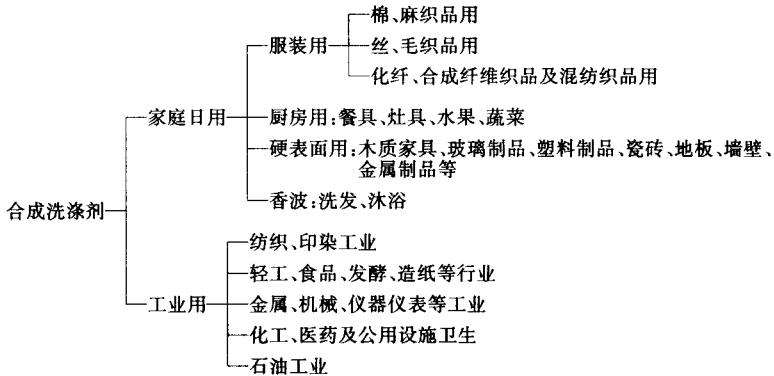 棉、麻织品用
服装用
丝、毛织品用
化纤、合成纤维织品及混纺织品用
家庭日用
厨房用:餐具、灶具、水果、蔬菜
硬表面用:木质家具、玻璃制品、塑料制品、瓷砖、地板、墙壁、
金属制品等
香波:洗发、沐浴
合成洗涤剂
纺织、印染工业
轻工、食品、发酵、造纸等行业
工业用
金属、机械、仪器仪表等工业
化工、医药及公用设施卫生
石油工业